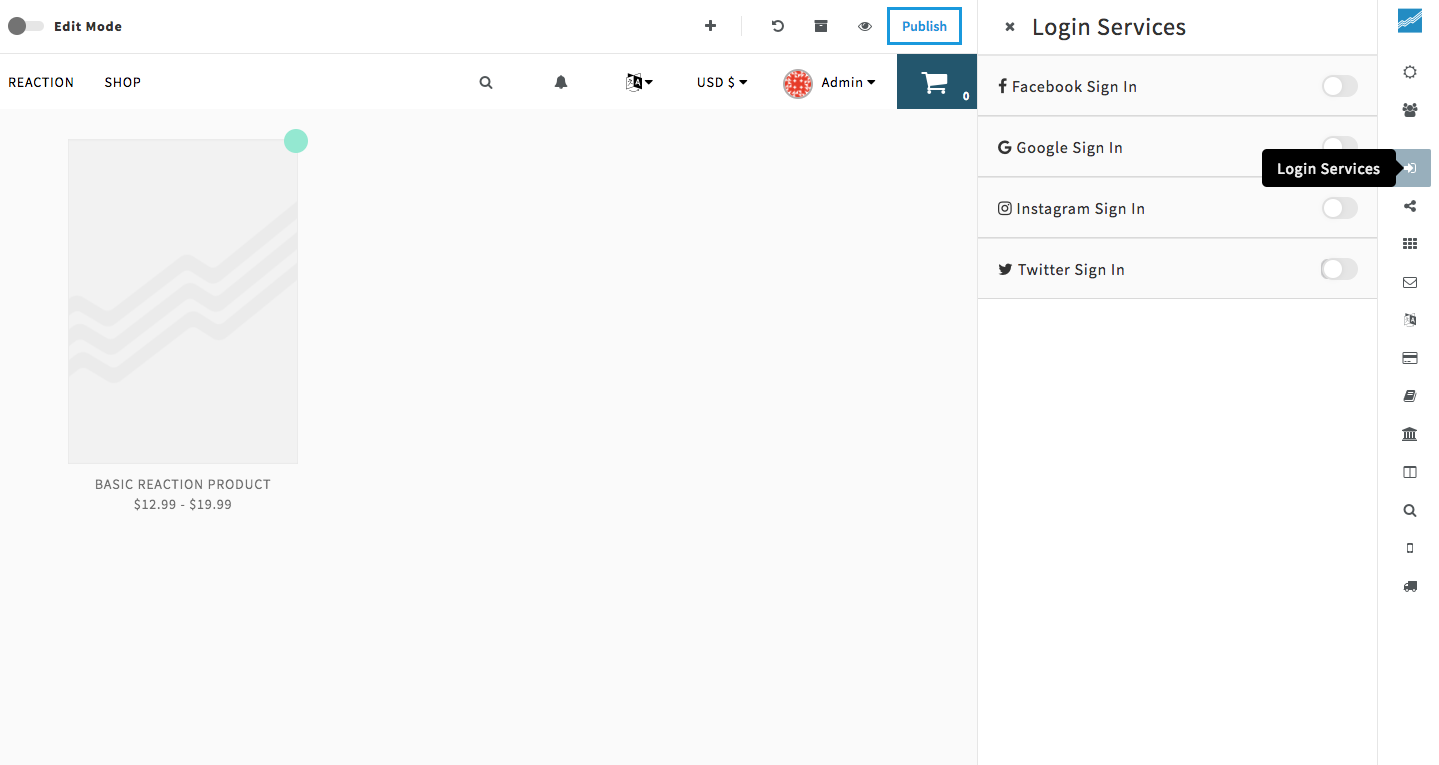 Edit Mode
Publish
REACTION SHOP USD $ Admin 0
BASIC REACTION PRODUCT
$12.99 - $19.99
Login Services
Facebook Sign In
Google Sign In
Login Services
Instagram Sign In
Twitter Sign In